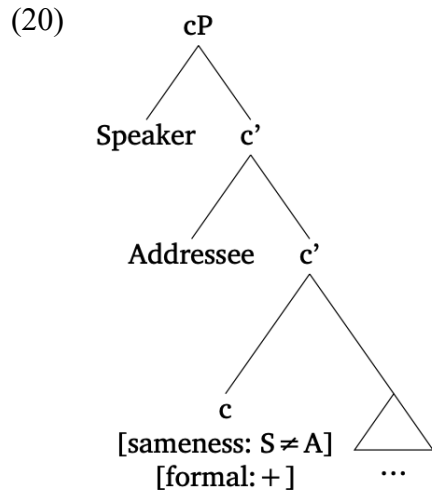 (20)
cP
Speaker c’
Addressee c’
c
[sameness: S ≠ A]
[formal: +] ...